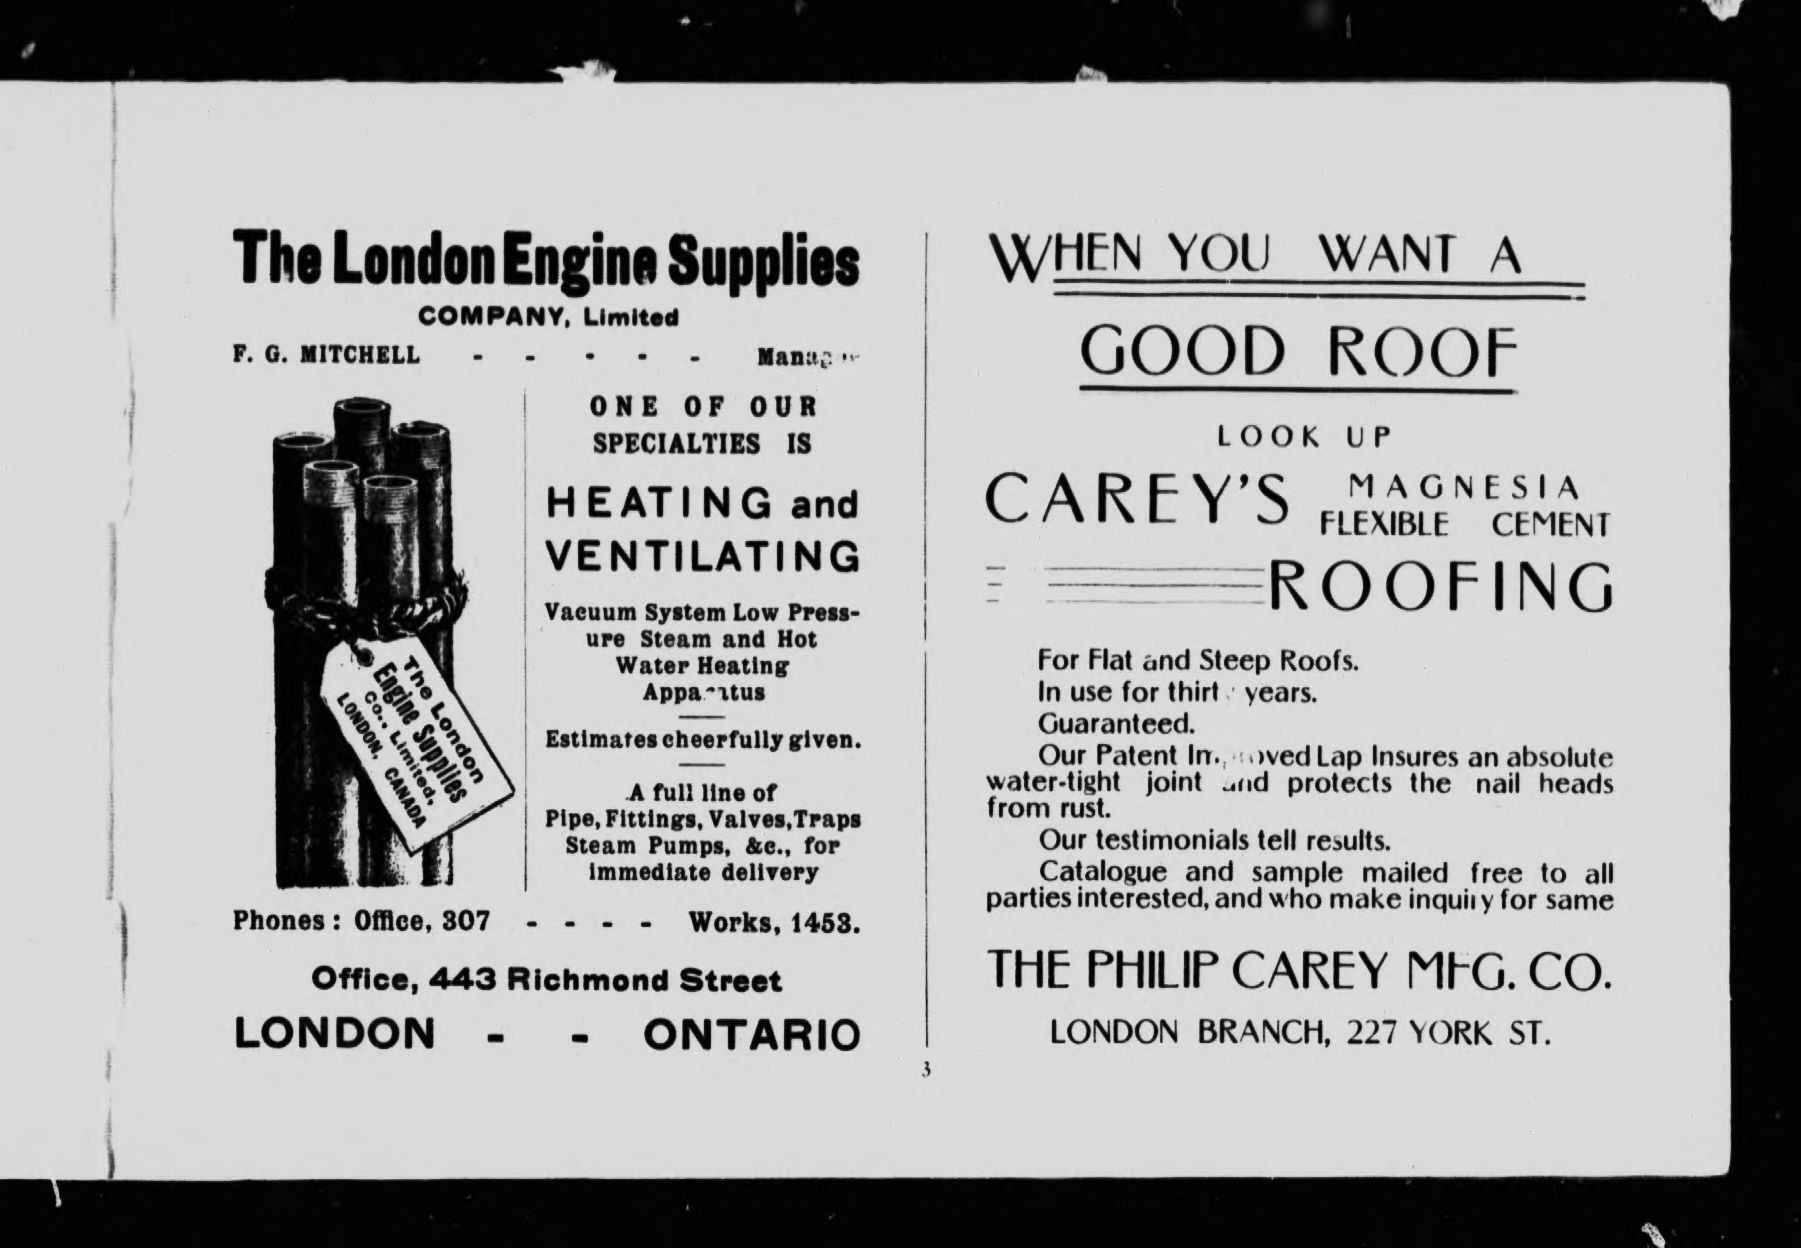 The London Engine Supplies
COMPANY, Limited
F. G. MITCHELL - - - - -
ONE OF OUR
SPECIALTIES IS
HEATING and
VENTILATING
Vacuum System Low Press-
ure Steam and Hot
Water Heating
Estimates cheerfully given.
A full line of
Pipe, Fittings, Valves, Traps
Steam Pumps, &c., for
immediate delivery
The London
Engine Supplies
Co., Limited,
LONDON, CANADA
Phones: Office, 307 - - - - Works, 1453.
Office, 443 Richmond Street
LONDON - - ONTARIO
WHEN YOU WANT A
GOOD ROOF
LOOK UP
CAREY'S MAGNESIA
FLEXIBLE CEMENT
ROOFING
For Flat and Steep Roofs.
In use for years.
Guaranteed.
Our Patent Lap Insures an absolute
water-tight joint and protects the nail heads
from rust.
Our testimonials tell results.
Catalogue and sample mailed free to all
parties interested, and who make inquiry for same
THE PHILIP CAREY MFG. CO.
LONDON BRANCH, 227 YORK ST.
3